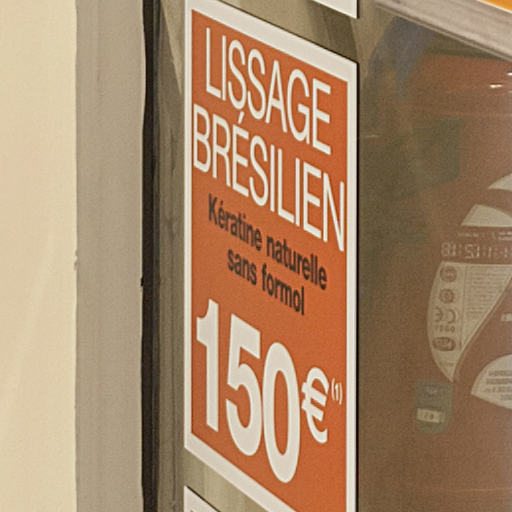 LISSAGE
BRÉSILIEN
Kératine naturelle
sans formol
150€(1)